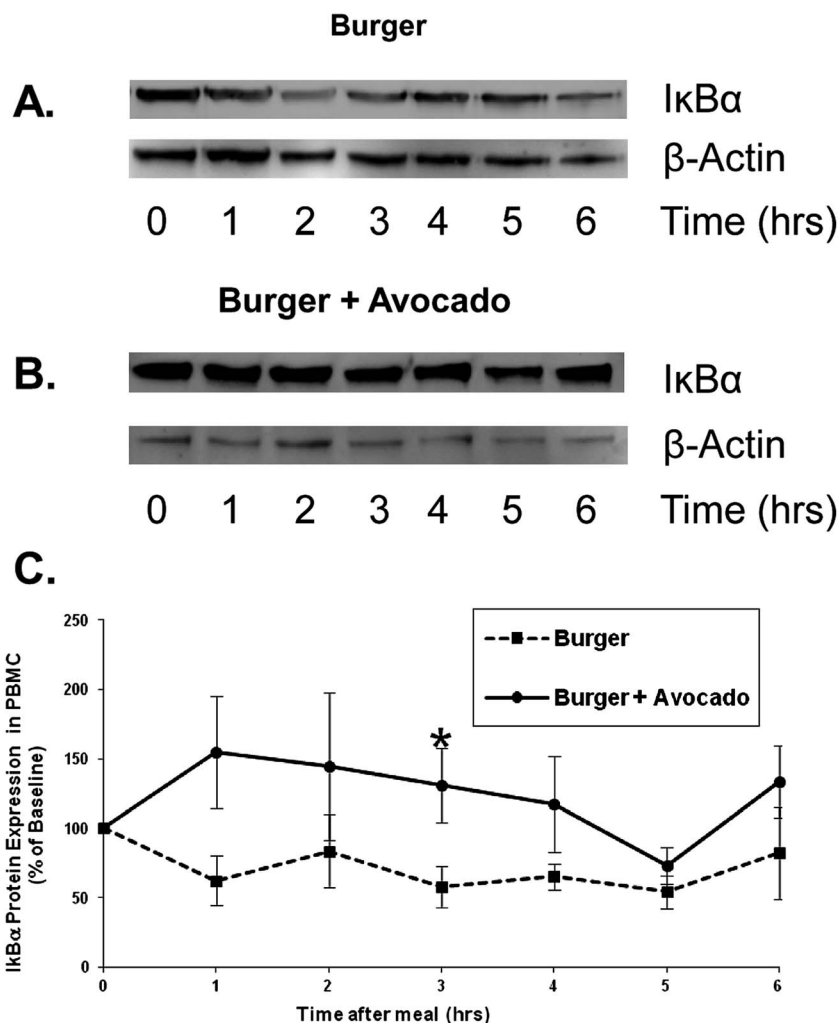 Burger
A.
IκBα
β-Actin
0 1 2 3 4 5 6 Time (hrs)
Burger + Avocado
B.
IκBα
β-Actin
0 1 2 3 4 5 6 Time (hrs)
C.
IkBα Protein Expression in PBMC
(% of Baseline)
250
200
150
100
50
0
*
Burger
Burger + Avocado
0 1 2 3 4 5 6
Time after meal (hrs)